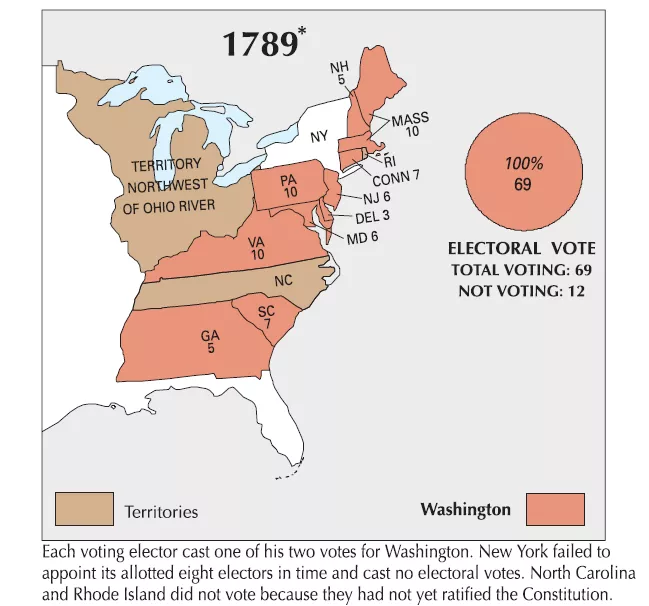 1789*
NH
5
MASS
10
NY
RI
CONN 7
NJ 6
DEL 3
MD 6
PA
10
TERRITORY
NORTHWEST
OF OHIO RIVER
VA
10
NC
SC
7
GA
5
100%
69
ELECTORAL VOTE
TOTAL VOTING: 69
NOT VOTING: 12
Territories
Washington
Each voting elector cast one of his two votes for Washington. New York failed to
appoint its allotted eight electors in time and cast no electoral votes. North Carolina
and Rhode Island did not vote because they had not yet ratified the Constitution.